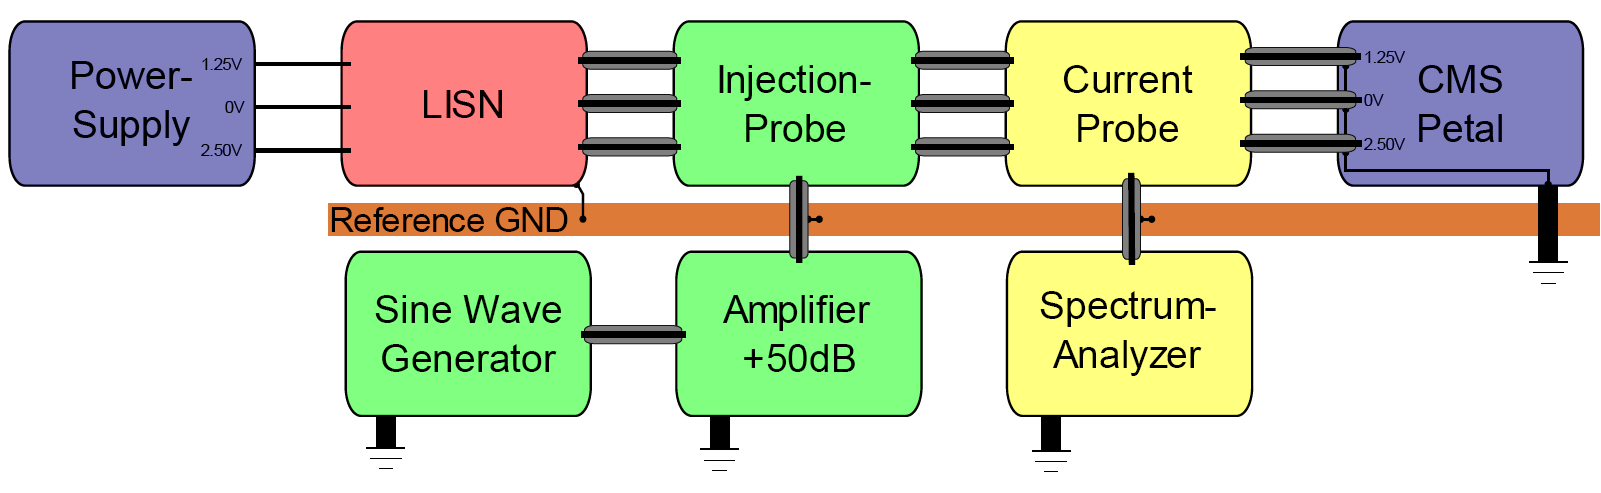 Power-
Supply
1.25V
0V
2.50V
LISN
Injection-
Probe
Current
Probe
1.25V
0V
2.50V
CMS
Petal
Reference GND
Sine Wave
Generator
Amplifier
+50dB
Spectrum-
Analyzer